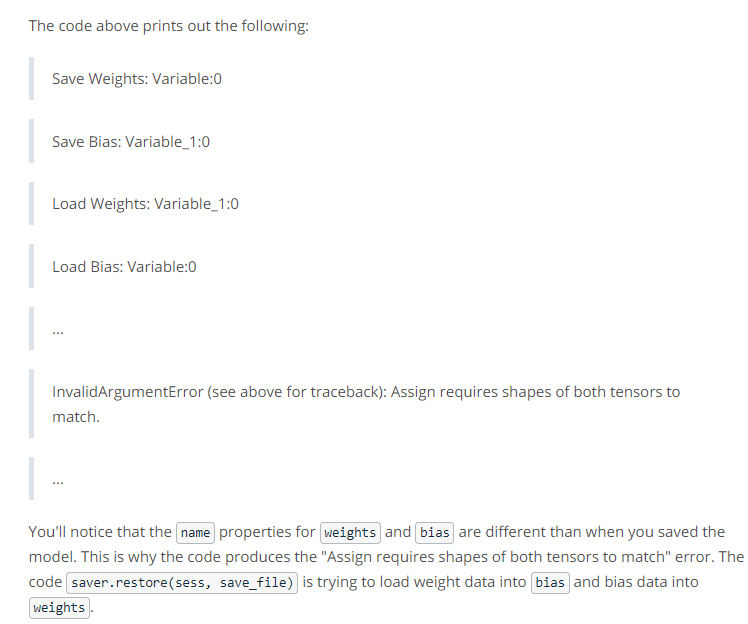 The code above prints out the following:
Save Weights: Variable:0
Save Bias: Variable_1:0
Load Weights: Variable_1:0
Load Bias: Variable:0
...
InvalidArgumentError (see above for traceback): Assign requires shapes of both tensors to
match.
...
You'll notice that the name properties for weights and bias are different than when you saved the
model. This is why the code produces the "Assign requires shapes of both tensors to match" error. The
code saver.restore(sess, save_file) is trying to load weight data into bias and bias data into
weights.